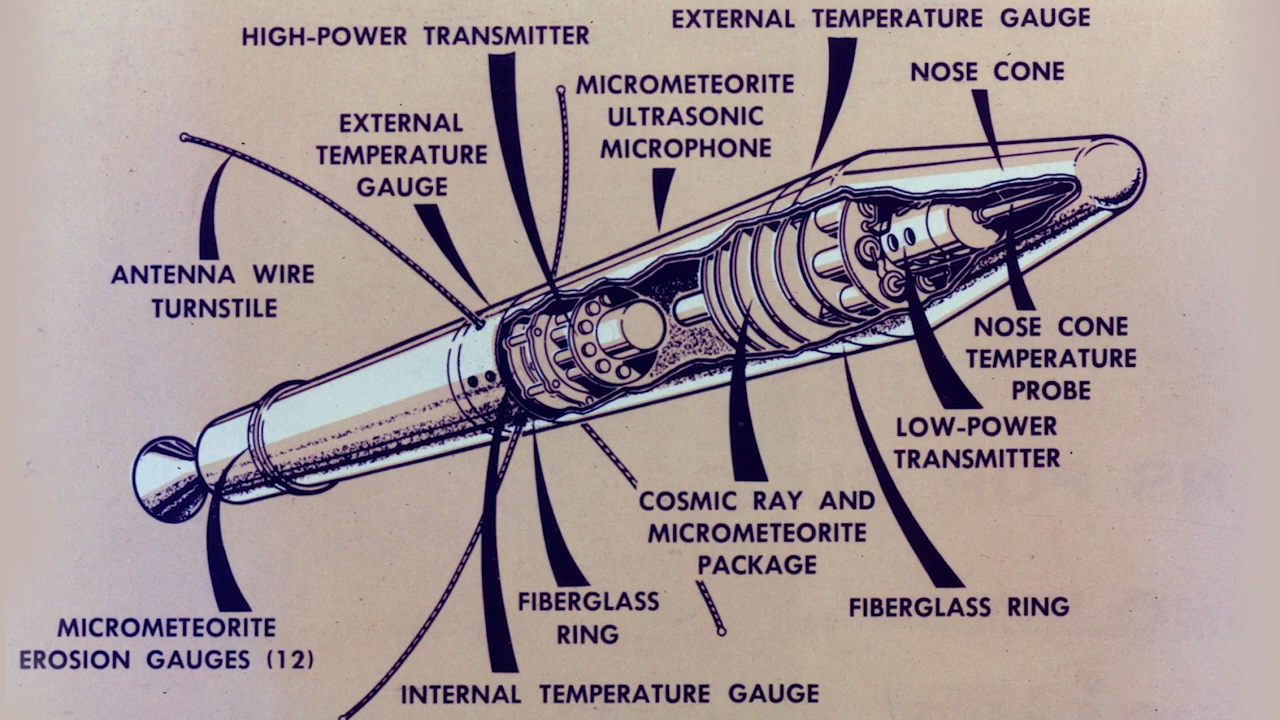 EXTERNAL TEMPERATURE GAUGE
HIGH-POWER TRANSMITTER
NOSE CONE
MICROMETEORITE
ULTRASONIC
MICROPHONE
EXTERNAL
TEMPERATURE
GAUGE
ANTENNA WIRE
TURNSTILE
NOSE CONE
TEMPERATURE
PROBE
LOW-POWER
TRANSMITTER
COSMIC RAY AND
MICROMETEORITE
PACKAGE
FIBERGLASS
RING
FIBERGLASS RING
MICROMETEORITE
EROSION GAUGES (12)
INTERNAL TEMPERATURE GAUGE